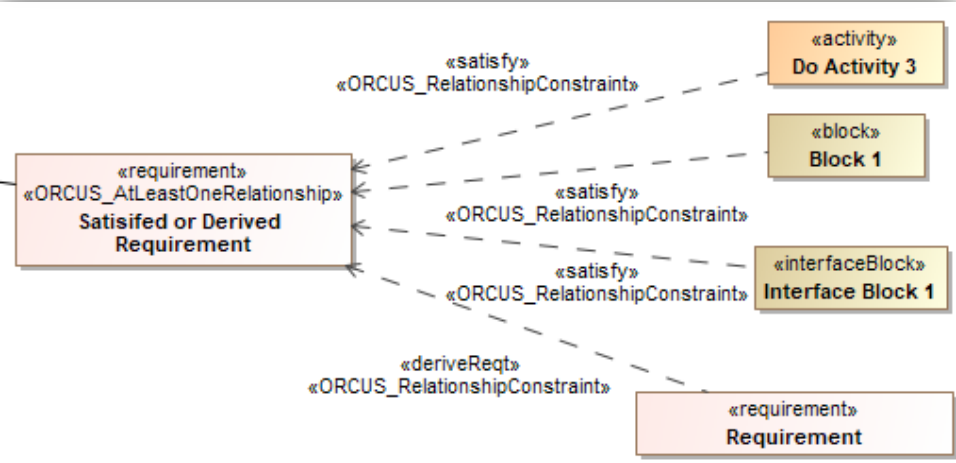 «activity»
Do Activity 3
«satisfy»
«ORCUS_RelationshipConstraint»
«block»
Block 1
«requirement»
«ORCUS_AtLeastOneRelationship»
Satisifed or Derived
Requirement
«satisfy»
«ORCUS_RelationshipConstraint»
«interfaceBlock»
Interface Block 1
«satisfy»
«ORCUS_RelationshipConstraint»
«deriveReqt»
«ORCUS_RelationshipConstraint»
«requirement»
Requirement